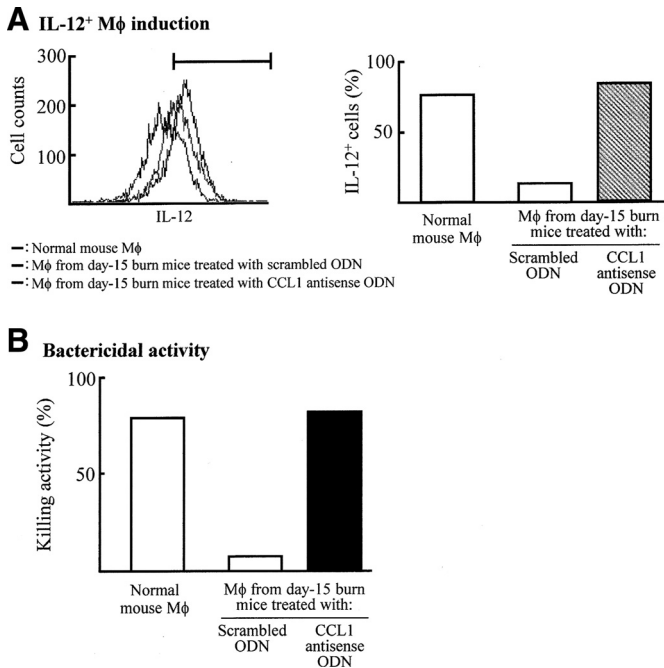 A IL-12+ Mϕ induction
300
200
100
Cell counts
IL-12
100
50
IL-12+ cells (%)
Normal
mouse Mϕ
Mϕ from day-15 burn
mice treated with:
Scrambled
ODN
CCL1
antisense
ODN
—: Normal mouse Mϕ
—: Mϕ from day-15 burn mice treated with scrambled ODN
—: Mϕ from day-15 burn mice treated with CCL1 antisense ODN
B Bactericidal activity
100
50
Killing activity (%)
Normal
mouse Mϕ
Mϕ from day-15 burn
mice treated with:
Scrambled
ODN
CCL1
antisense
ODN